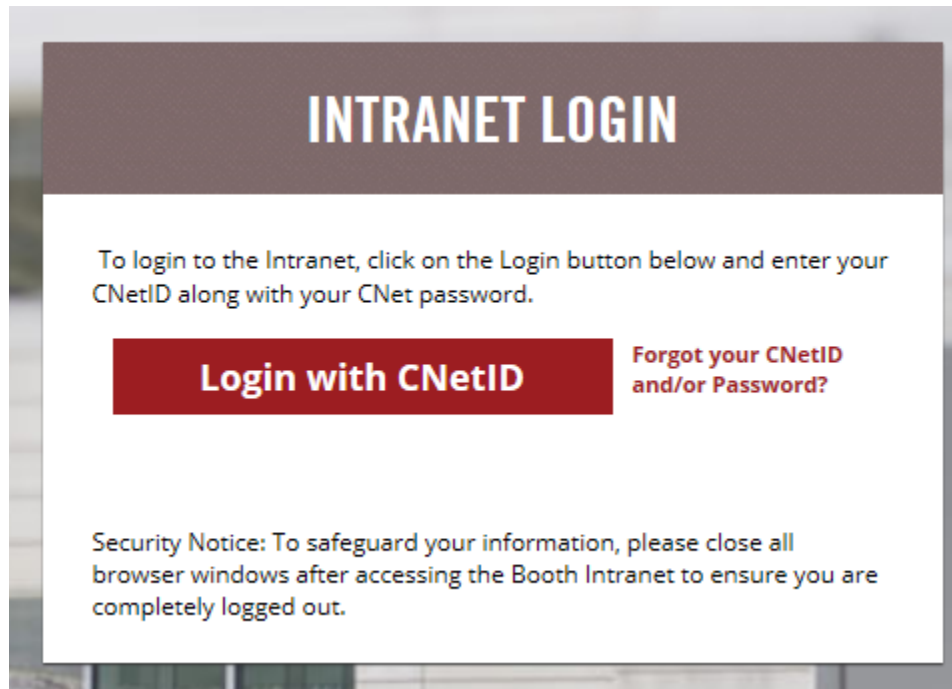 INTRANET LOGIN
To login to the Intranet, click on the Login button below and enter your
CNetID along with your CNet password.
Login with CNetID
Forgot your CNetID
and/or Password?
Security Notice: To safeguard your information, please close all
browser windows after accessing the Booth Intranet to ensure you are
completely logged out.